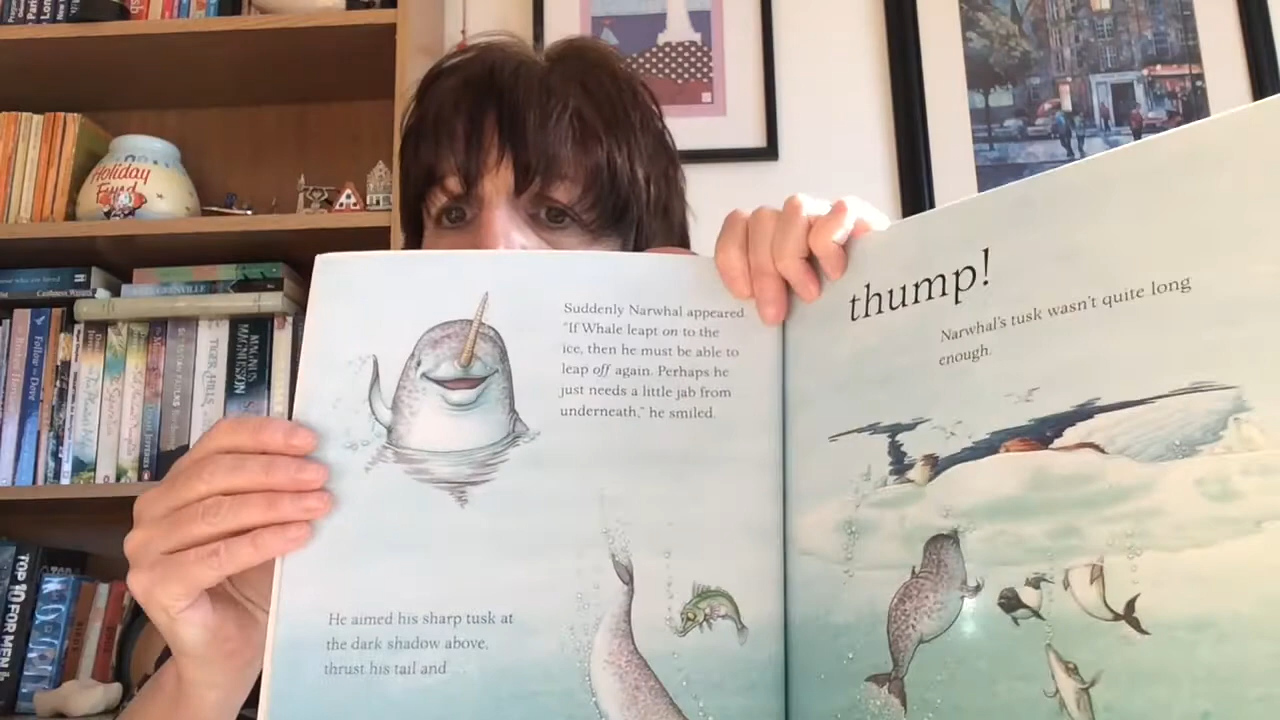 Holiday
Fund
MAGNUS
MAGNUSSON
TIGER HILLS
TOP 10 FOR MEN
Suddenly Narwhal appeared
"If Whale leapt on to the
ice, then he must be able to
leap off again. Perhaps he
just needs a little jab from
underneath," he smiled.
He aimed his sharp tusk at
the dark shadow above,
thrust his tail and
thump!
Narwhal's tusk wasn't quite long
enough.